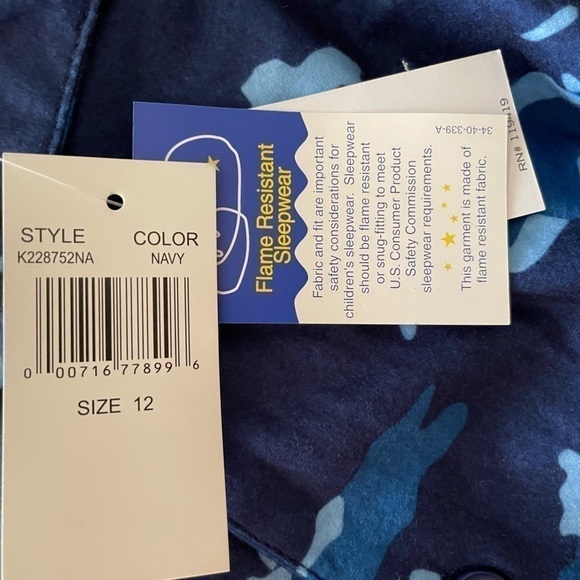 STYLE COLOR
K228752NA NAVY
0 00716 77899 6
SIZE 12
Flame Resistant
Sleepwear
Fabric and fit are important
safety considerations for
children's sleepwear. Sleepwear
should be flame resistant
or snug-fitting to meet
U.S. Consumer Product
Safety Commission
sleepwear requirements.
This garment is made of
flame resistant fabric.
34-40-339-A